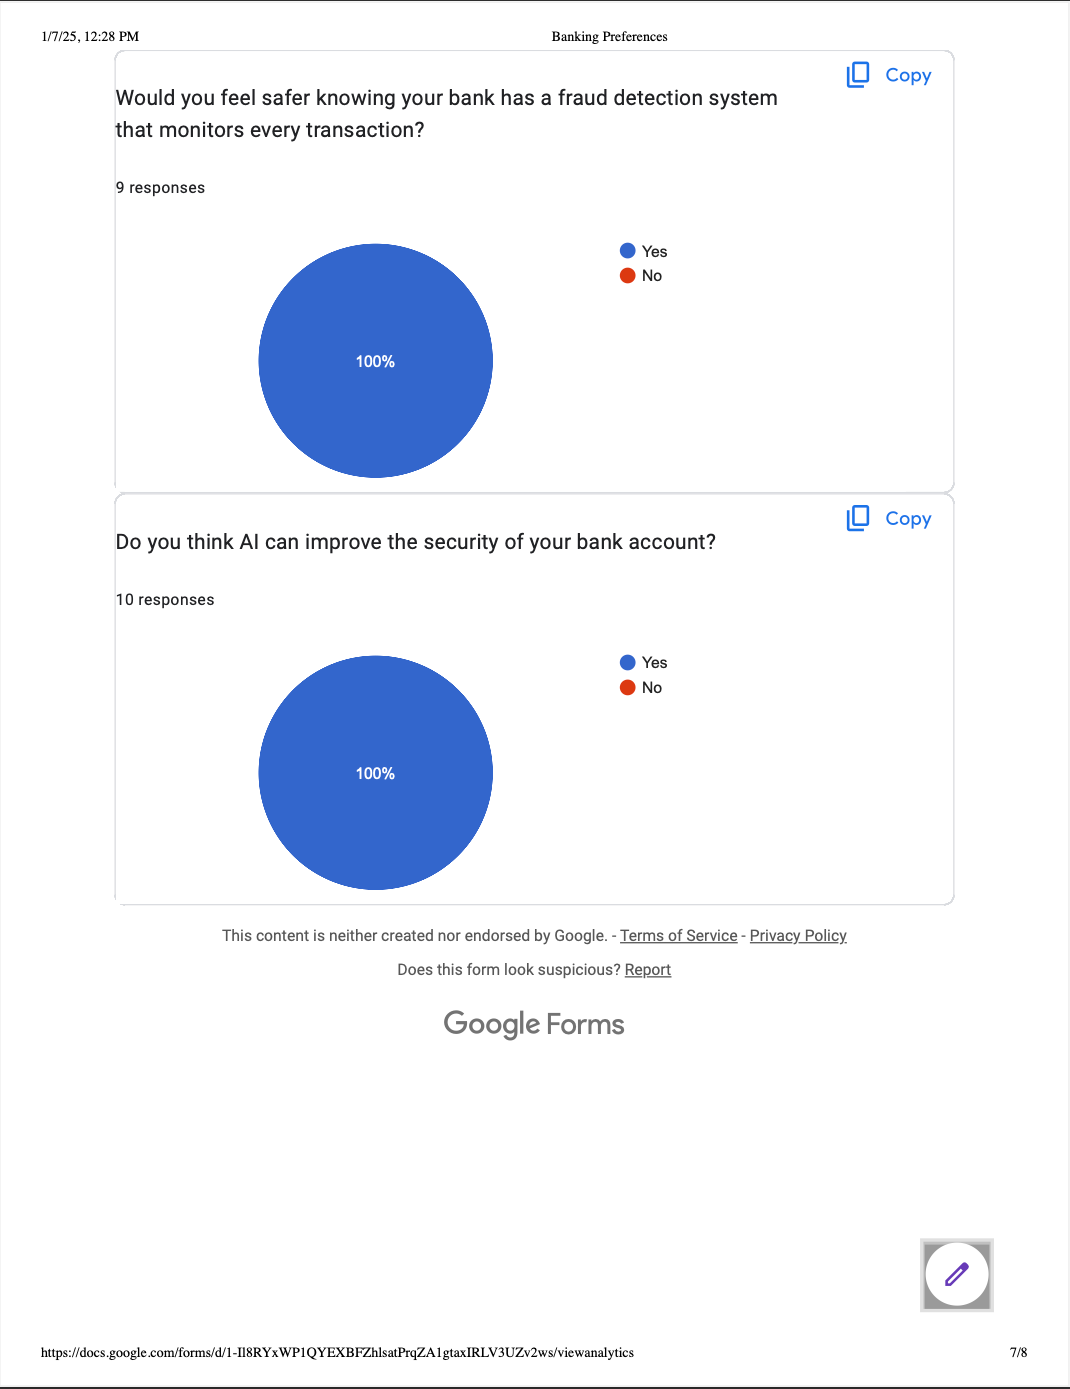 1/7/25, 12:28 PM
Banking Preferences
Copy
Would you feel safer knowing your bank has a fraud detection system
that monitors every transaction?
9 responses
Yes
No
100%
Copy
Do you think AI can improve the security of your bank account?
10 responses
Yes
No
100%
This content is neither created nor endorsed by Google. - Terms of Service - Privacy Policy
Does this form look suspicious? Report
Google Forms
https://docs.google.com/forms/d/1-Il8RYxWP1QYEXBFZhlsatPrqZA1gtaxIRLV3UZv2ws/viewanalytics
7/8